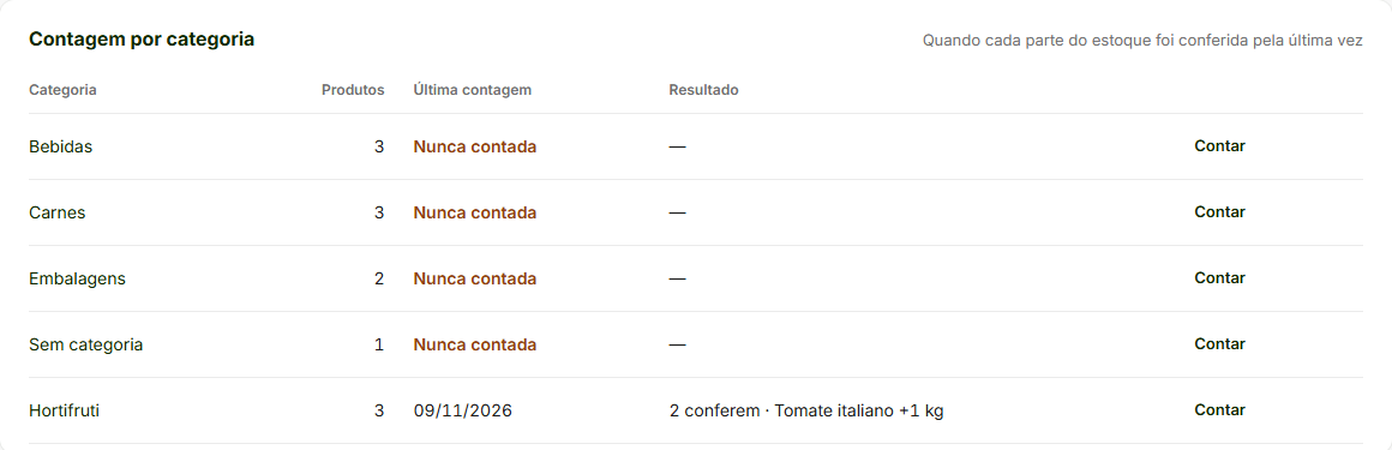 Contagem por categoria
Quando cada parte do estoque foi conferida pela última vez
Categoria Produtos Última contagem Resultado
Bebidas 3 Nunca contada — Contar
Carnes 3 Nunca contada — Contar
Embalagens 2 Nunca contada — Contar
Sem categoria 1 Nunca contada — Contar
Hortifruti 3 09/11/2026 2 conferem · Tomate italiano +1 kg Contar